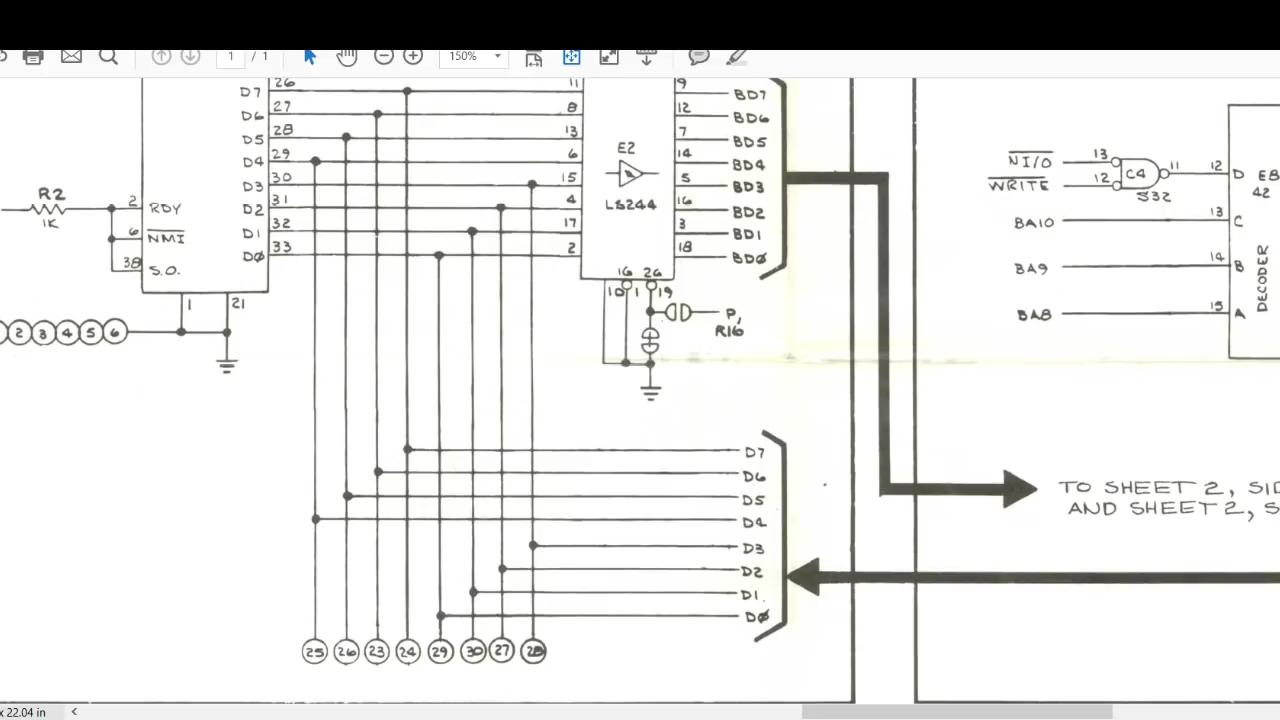 1 / 1 150%
26 11 9
D7 BD7
27 8 12
D6 BD6
28 13 7
D5 BD5
E2
29 6 14
D4 BD4
30 15 5
D3 BD3
R2 LS244
1K
2 RDY 31 4 16
D2 BD2
6 NMI 32 17 3
D1 BD1
38 S.O. 33 2 18
DØ BDØ
1G 2G
10 1 19
P,
R16
1 21
2 3 4 5 6
NI/O 13
WRITE 12 C4 11 12 D E8
S32 42
BA10 13 C
BA9 14 B
BA8 15 A
DECODER
D7
D6
D5
D4
D3
D2
D1
DØ
TO SHEET 2, SID
AND SHEET 2, S
25 26 23 24 29 30 27 28
x 22.04 in